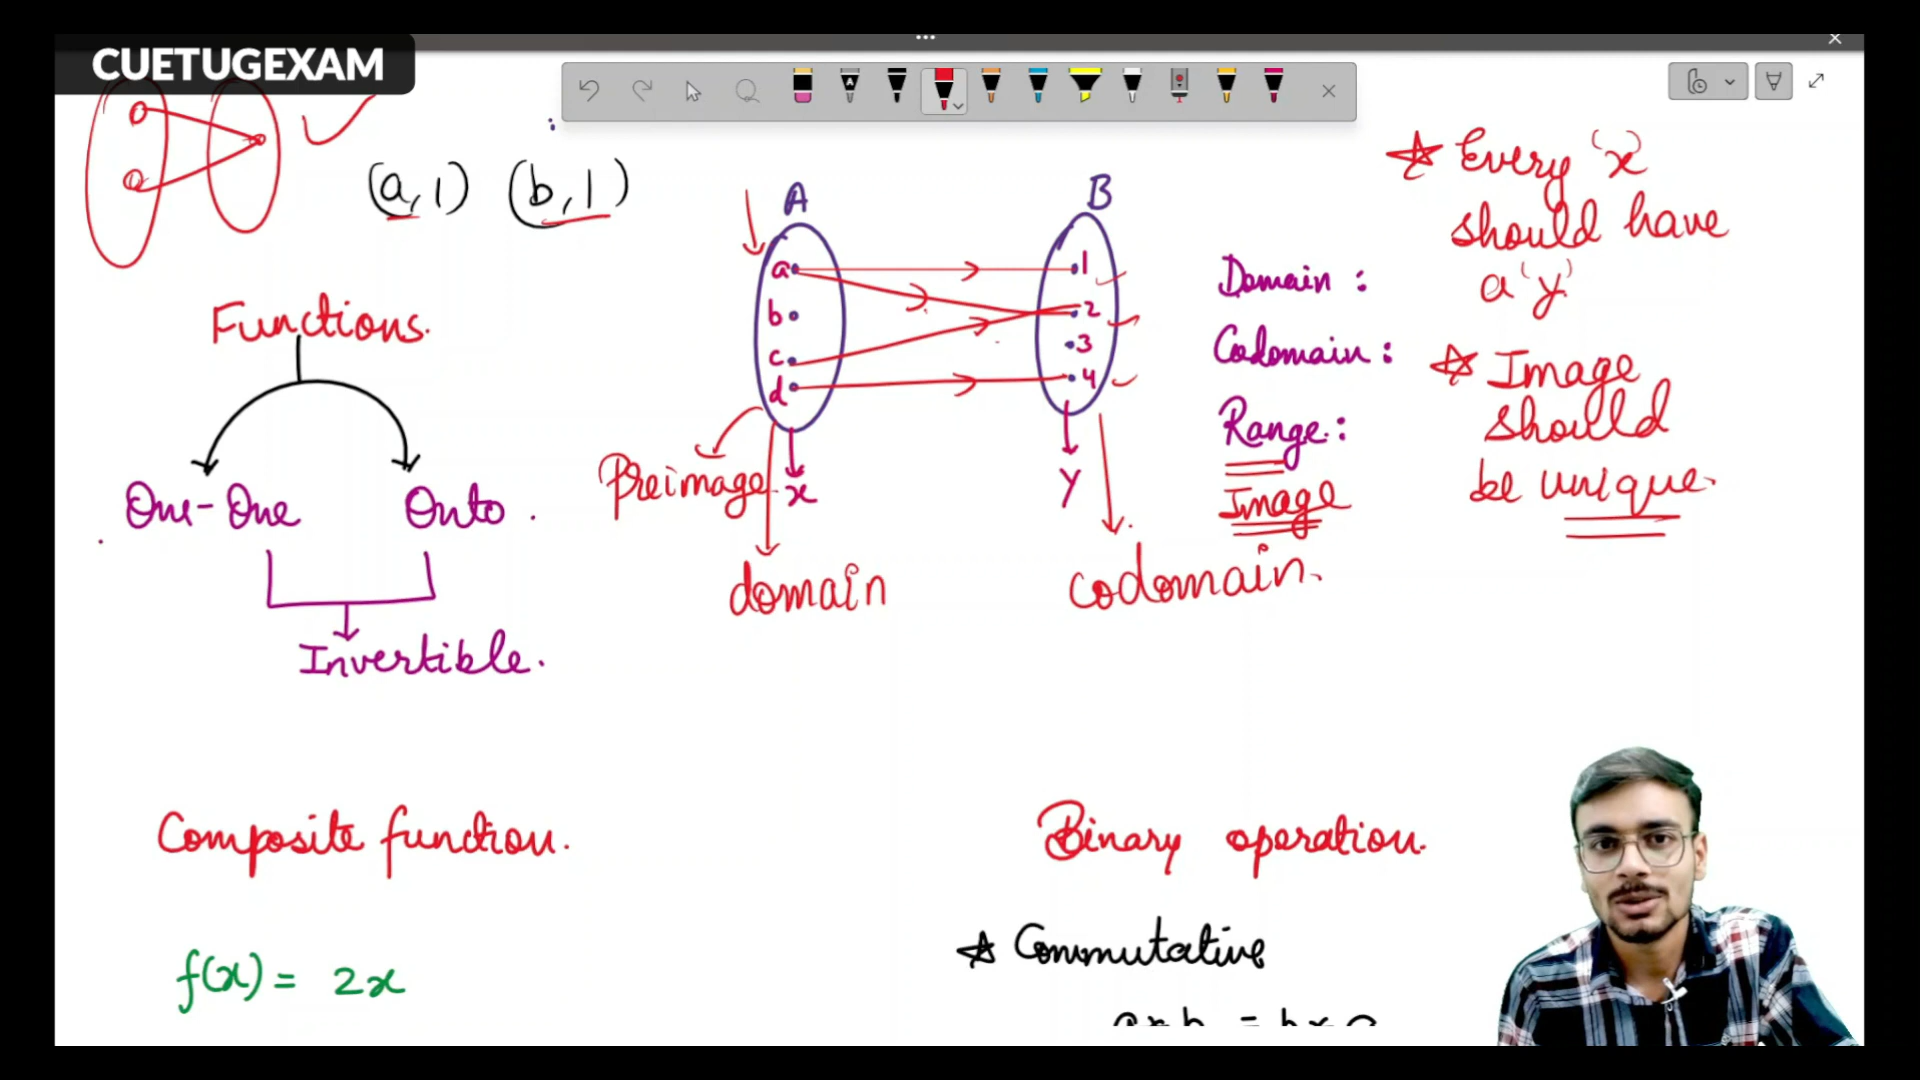 CUETUGEXAM
(a,1) (b,1)
A B
a 1
b 2
c 3
d 4
Preimage
x y
domain
codomain.
Domain :
Codomain :
Range :
Image
☆ Every 'x'
should have
a 'y'
☆ Image
should
be unique.
Functions.
One-One Onto.
Invertible.
Composite function.
f(x) = 2x
Binary operation.
☆ Commutative